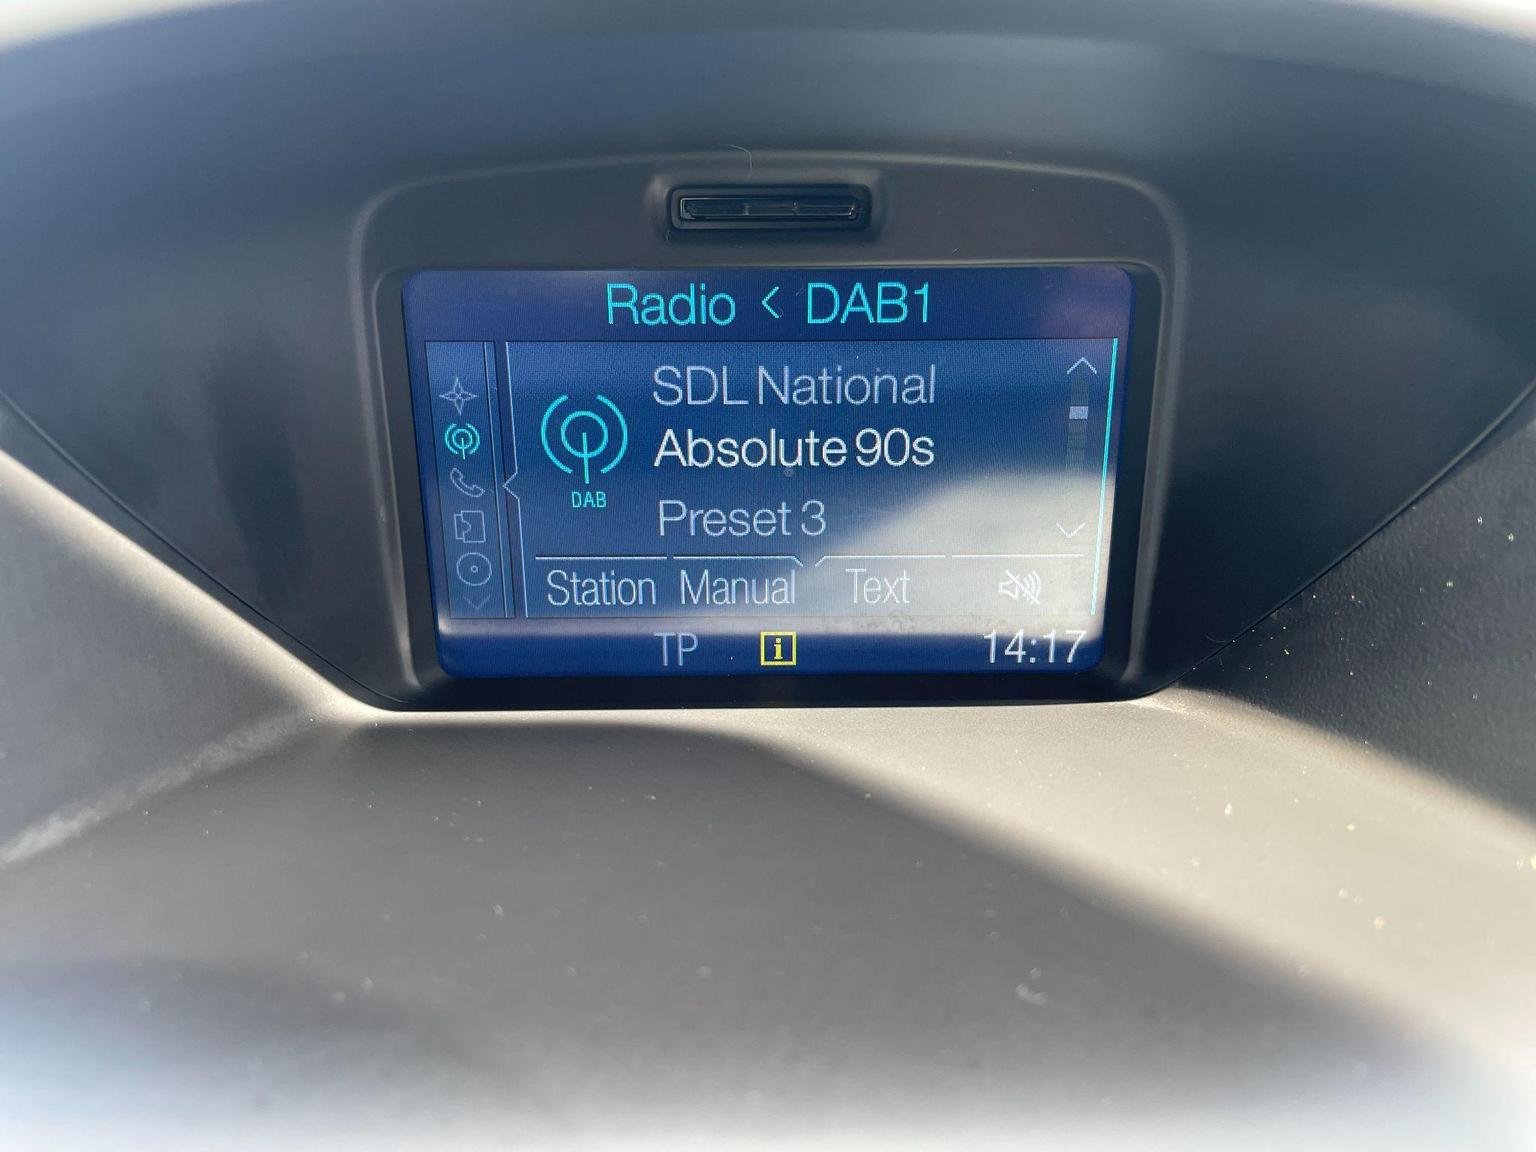 Radio < DAB1
SDL National
Absolute 90s
DAB
Preset 3
Station Manual Text
TP i 14:17